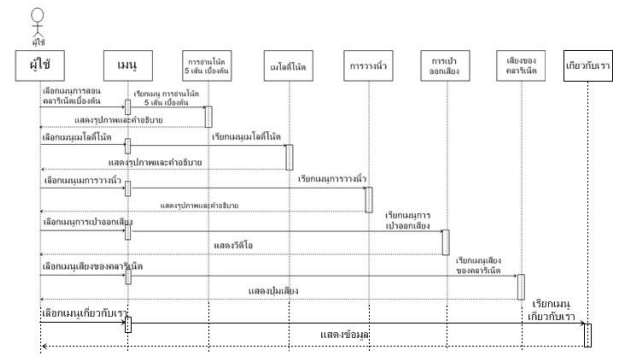 ผู้ใช้
ผู้ใช้
เมนู
การอ่านโน้ต
5 เส้น เบื้องต้น
เมโลดี้โน้ต
การวางนิ้ว
การเป่า
ออกเสียง
เสียงของ
คลาริเน็ต
เกี่ยวกับเรา
เลือกเมนูการสอน
คลาริเน็ตเบื้องต้น
เรียกเมนู การอ่านโน้ต
5 เส้น เบื้องต้น
แสดงรูปภาพและคำอธิบาย
เลือกเมนูเมโลดี้โน้ต
เรียกเมนูเมโลดี้โน้ต
แสดงรูปภาพและคำอธิบาย
เลือกเมนูเมการวางนิ้ว
เรียกเมนูการวางนิ้ว
แสดงรูปภาพและคำอธิบาย
เลือกเมนูการเป่าออกเสียง
เรียกเมนูการ
เป่าออกเสียง
แสดงวีดีโอ
เลือกเมนูเสียงของคลาริเน็ต
เรียกเมนูเสียง
ของคลาริเน็ต
แสดงปุ่มเสียง
เลือกเมนูเกี่ยวกับเรา
เรียกเมนู
เกี่ยวกับเรา
แสดงข้อมูล